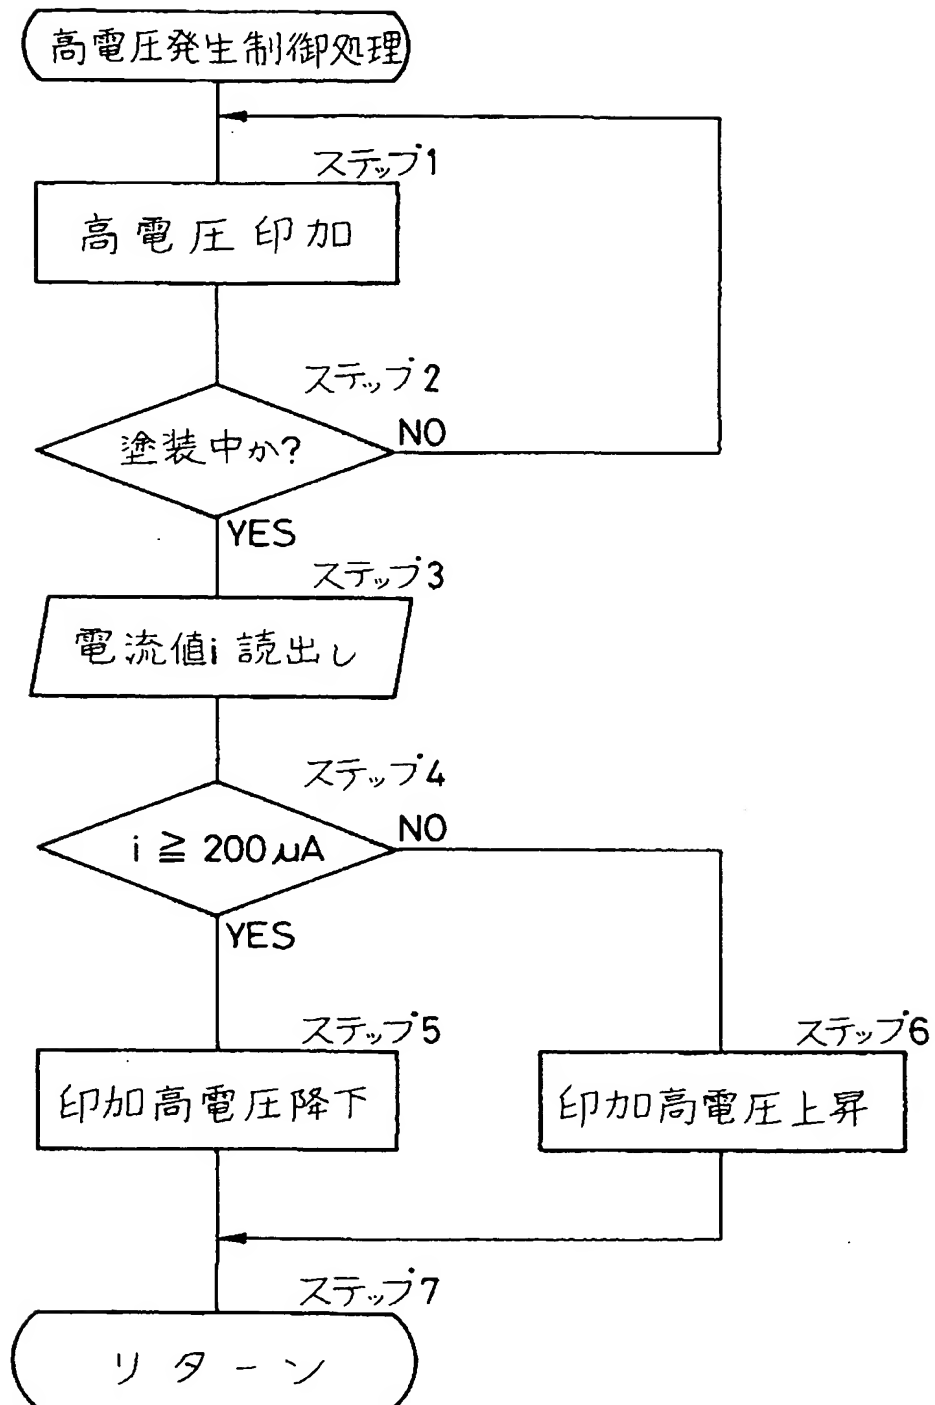 高電圧発生制御処理
ステップ1
高電圧印加
ステップ2
塗装中か?
NO
YES
ステップ3
電流値i読出し
ステップ4
i ≧ 200μA
NO
YES
ステップ5
印加高電圧降下
ステップ6
印加高電圧上昇
ステップ7
リターン